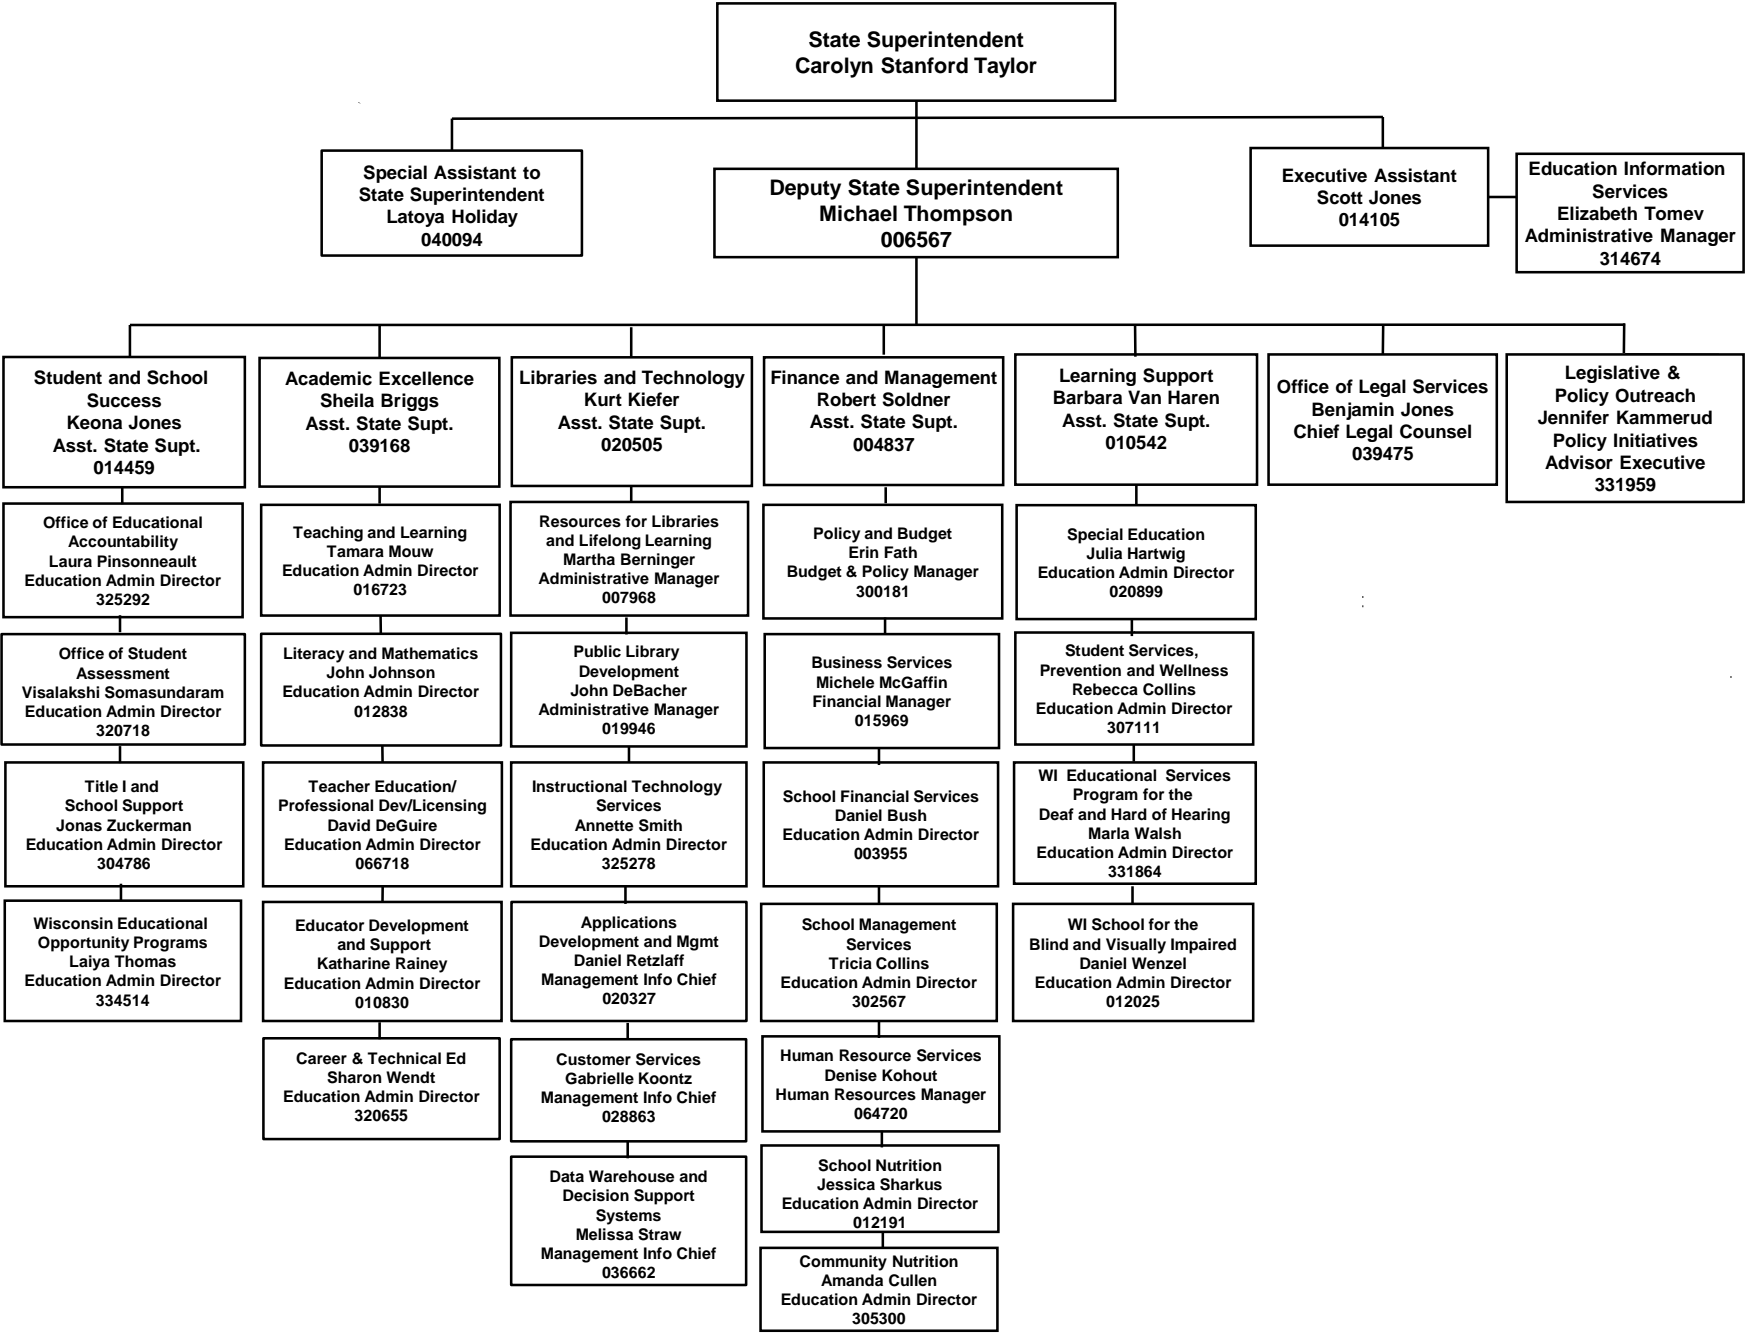 State Superintendent
Carolyn Stanford Taylor
Special Assistant to
State Superintendent
Latoya Holiday
040094
Deputy State Superintendent
Michael Thompson
006567
Executive Assistant
Scott Jones
014105
Education Information
Services
Elizabeth Tomev
Administrative Manager
314674
Student and School
Success
Keona Jones
Asst. State Supt.
014459
Academic Excellence
Sheila Briggs
Asst. State Supt.
039168
Libraries and Technology
Kurt Kiefer
Asst. State Supt.
020505
Finance and Management
Robert Soldner
Asst. State Supt.
004837
Learning Support
Barbara Van Haren
Asst. State Supt.
010542
Office of Legal Services
Benjamin Jones
Chief Legal Counsel
039475
Legislative &
Policy Outreach
Jennifer Kammerud
Policy Initiatives
Advisor Executive
331959
Office of Educational
Accountability
Laura Pinsonneault
Education Admin Director
325292
Teaching and Learning
Tamara Mouw
Education Admin Director
016723
Resources for Libraries
and Lifelong Learning
Martha Berninger
Administrative Manager
007968
Policy and Budget
Erin Fath
Budget & Policy Manager
300181
Special Education
Julia Hartwig
Education Admin Director
020899
Office of Student
Assessment
Visalakshi Somasundaram
Education Admin Director
320718
Literacy and Mathematics
John Johnson
Education Admin Director
012838
Public Library
Development
John DeBacher
Administrative Manager
019946
Business Services
Michele McGaffin
Financial Manager
015969
Student Services,
Prevention and Wellness
Rebecca Collins
Education Admin Director
307111
Title I and
School Support
Jonas Zuckerman
Education Admin Director
304786
Teacher Education/
Professional Dev/Licensing
David DeGuire
Education Admin Director
066718
Instructional Technology
Services
Annette Smith
Education Admin Director
325278
School Financial Services
Daniel Bush
Education Admin Director
003955
WI Educational Services
Program for the
Deaf and Hard of Hearing
Marla Walsh
Education Admin Director
331864
Wisconsin Educational
Opportunity Programs
Laiya Thomas
Education Admin Director
334514
Educator Development
and Support
Katharine Rainey
Education Admin Director
010830
Applications
Development and Mgmt
Daniel Retzlaff
Management Info Chief
020327
School Management
Services
Tricia Collins
Education Admin Director
302567
WI School for the
Blind and Visually Impaired
Daniel Wenzel
Education Admin Director
012025
Career & Technical Ed
Sharon Wendt
Education Admin Director
320655
Customer Services
Gabrielle Koontz
Management Info Chief
028863
Human Resource Services
Denise Kohout
Human Resources Manager
064720
Data Warehouse and
Decision Support
Systems
Melissa Straw
Management Info Chief
036662
School Nutrition
Jessica Sharkus
Education Admin Director
012191
Community Nutrition
Amanda Cullen
Education Admin Director
305300